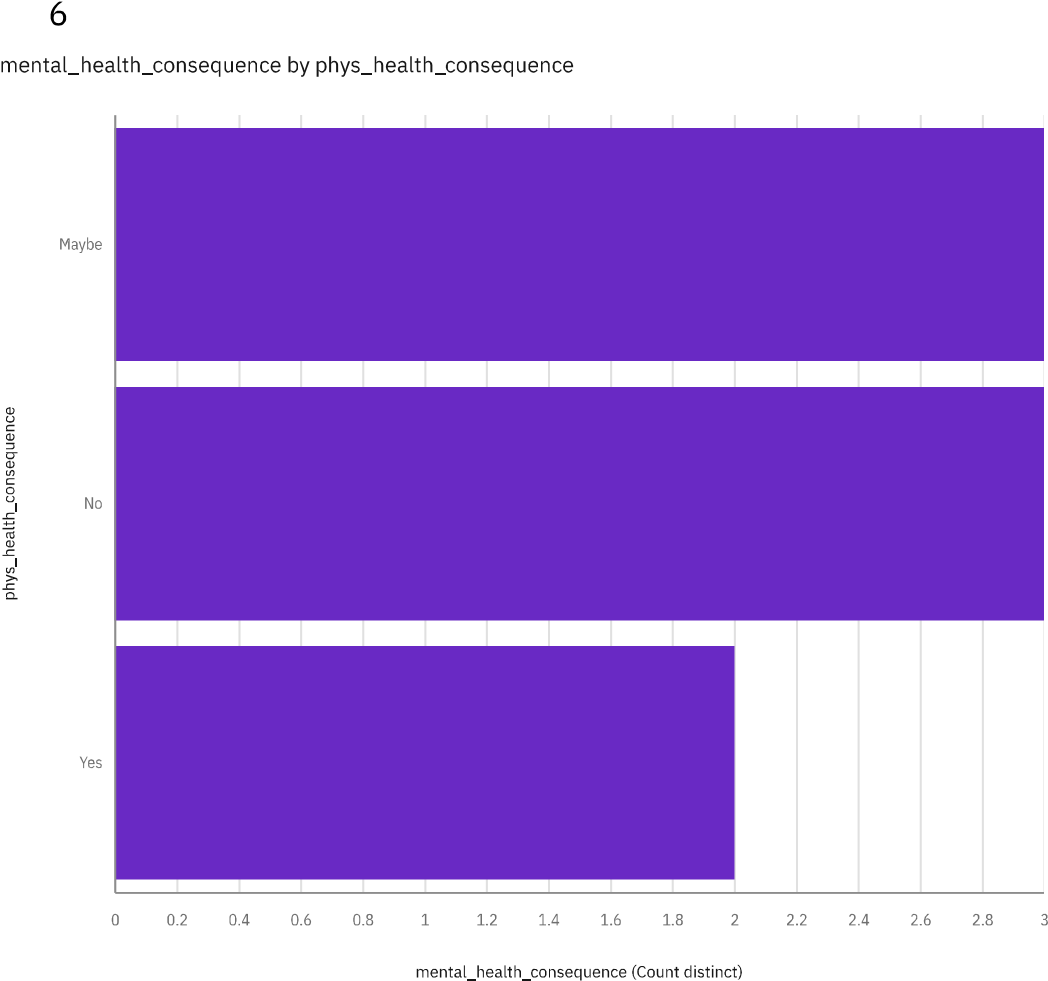 6
mental_health_consequence by phys_health_consequence
Maybe
No
Yes
phys_health_consequence
0 0.2 0.4 0.6 0.8 1 1.2 1.4 1.6 1.8 2 2.2 2.4 2.6 2.8 3
mental_health_consequence (Count distinct)